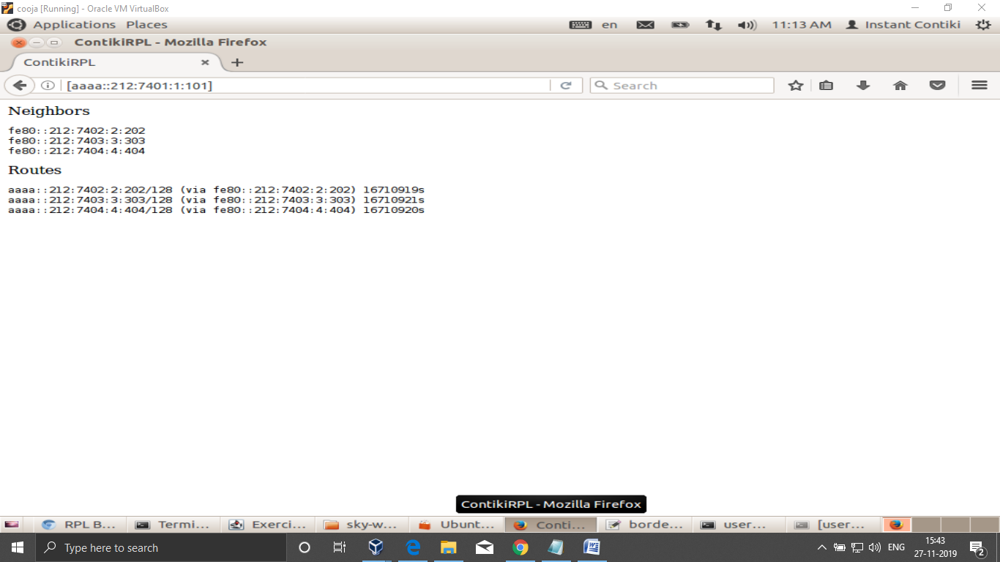 cooja [Running] - Oracle VM VirtualBox
Applications Places en 11:13 AM Instant Contiki
ContikiRPL - Mozilla Firefox
ContikiRPL
[aaaa::212:7401:1:101] Search
Neighbors
fe80::212:7402:2:202
fe80::212:7403:3:303
fe80::212:7404:4:404
Routes
aaaa::212:7402:2:202/128 (via fe80::212:7402:2:202) 16710919s
aaaa::212:7403:3:303/128 (via fe80::212:7403:3:303) 16710921s
aaaa::212:7404:4:404/128 (via fe80::212:7404:4:404) 16710920s
ContikiRPL - Mozilla Firefox
RPL B... Termi... Exerci... sky-w... Ubunt... Conti... borde... user... [user...
Type here to search ENG 15:43
27-11-2019 2